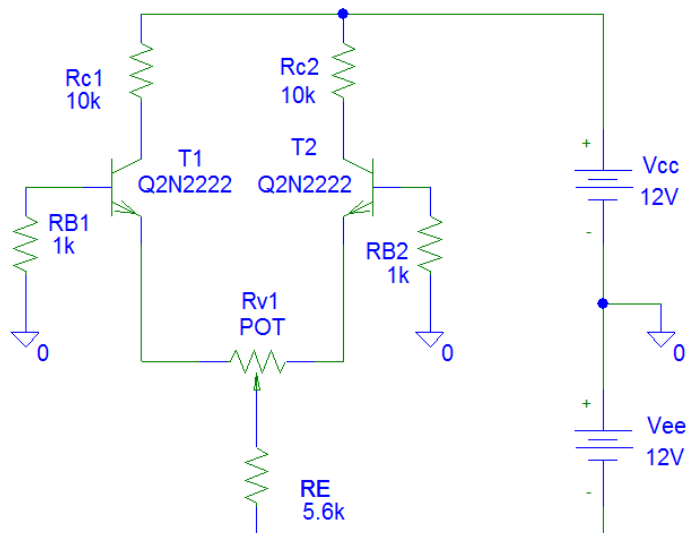 Rc1
10k
Rc2
10k
T1
Q2N2222
T2
Q2N2222
+
Vcc
12V
-
RB1
1k
RB2
1k
Rv1
POT
0
0
0
+
Vee
12V
-
RE
5.6k